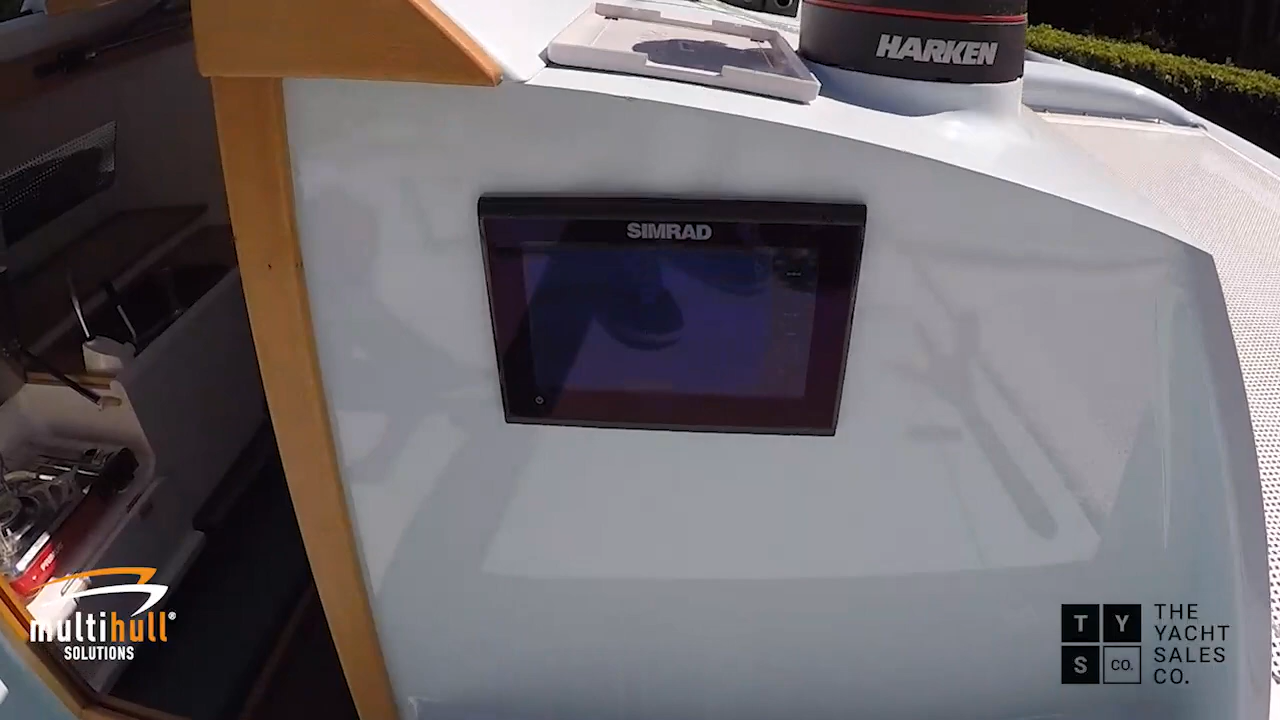 HARKEN
SIMRAD
multihull®
SOLUTIONS
T Y
S CO.
THE
YACHT
SALES
CO.